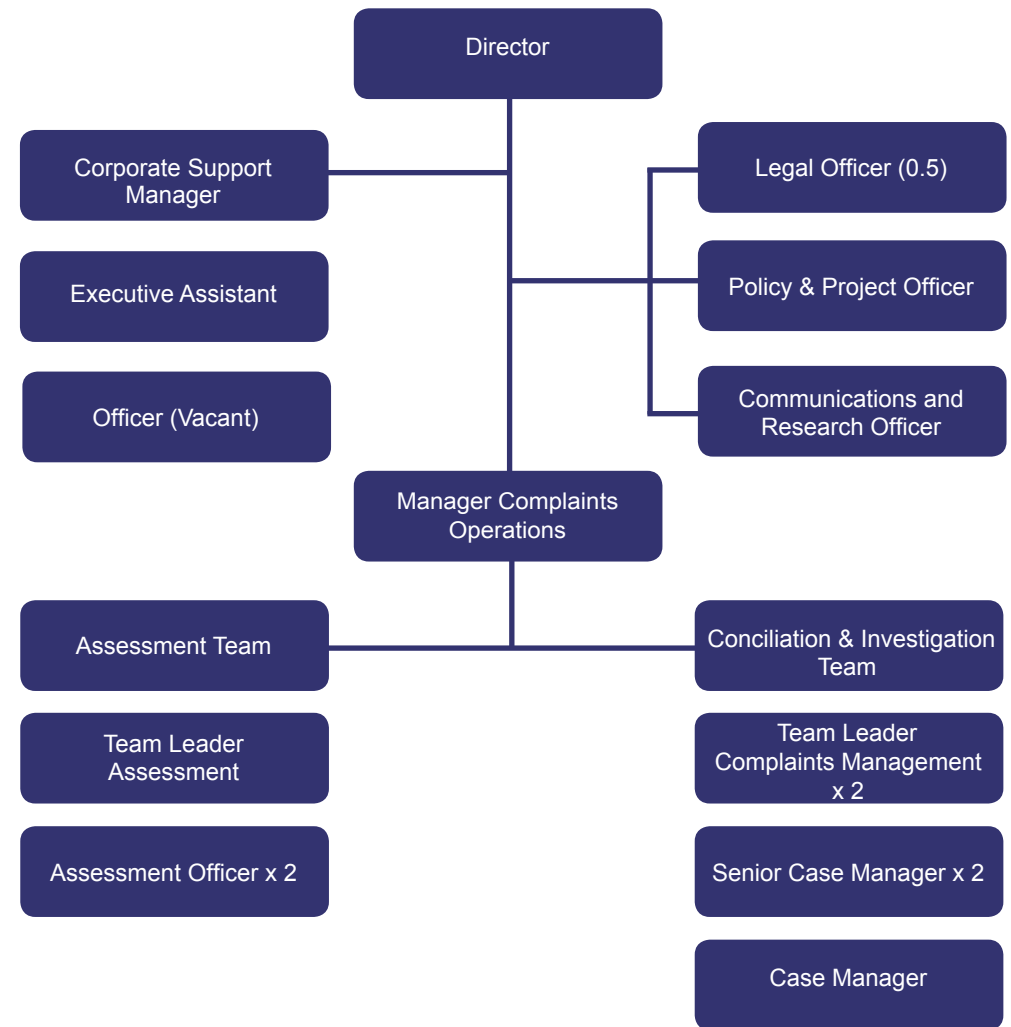 Director
Corporate Support
Manager
Legal Officer (0.5)
Executive Assistant
Policy & Project Officer
Officer (Vacant)
Communications and
Research Officer
Manager Complaints
Operations
Assessment Team
Conciliation & Investigation
Team
Team Leader
Assessment
Team Leader
Complaints Management
x 2
Assessment Officer x 2
Senior Case Manager x 2
Case Manager